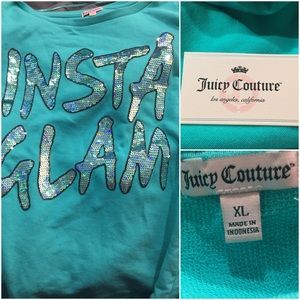 INSTA
GLAM
Juicy Couture
los angeles, california
Juicy Couture
XL
MADE IN
INDONESIA